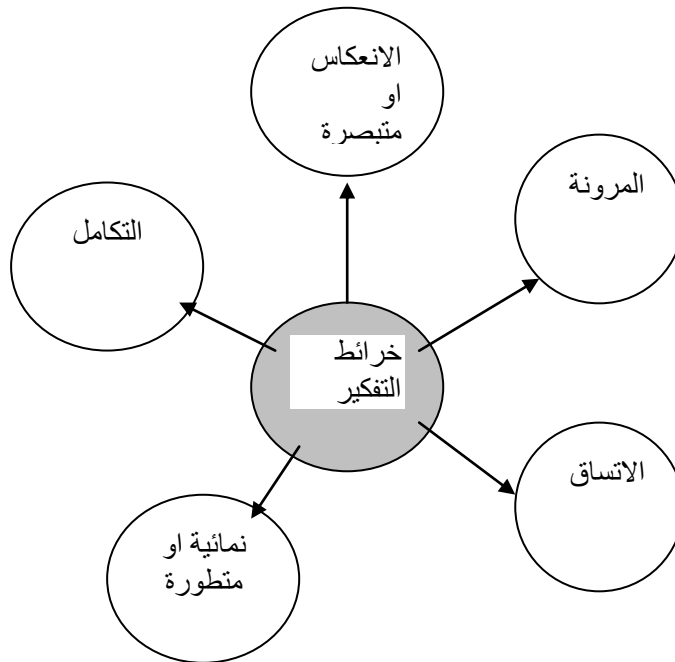 الانعكاس
او
متبصرة
المرونة
التكامل
خرائط
التفكير
الاتساق
نمائية او
متطورة